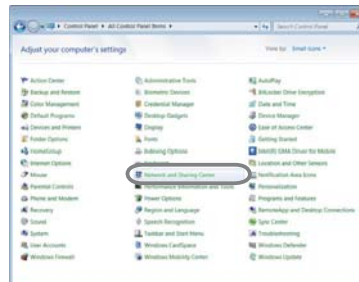 Control Panel ▸ All Control Panel Items ▸
Search Control Panel
Adjust your computer's settings
View by: Small icons
Action Center
Administrative Tools
AutoPlay
Backup and Restore
Biometric Devices
BitLocker Drive Encryption
Color Management
Credential Manager
Date and Time
Default Programs
Desktop Gadgets
Device Manager
Devices and Printers
Display
Ease of Access Center
Folder Options
Fonts
Getting Started
HomeGroup
Indexing Options
Intel(R) GMA Driver for Mobile
Internet Options
Keyboard
Location and Other Sensors
Mouse
Network and Sharing Center
Notification Area Icons
Parental Controls
Performance Information and Tools
Personalization
Phone and Modem
Power Options
Programs and Features
Recovery
Region and Language
RemoteApp and Desktop Connections
Sound
Speech Recognition
Sync Center
System
Taskbar and Start Menu
Troubleshooting
User Accounts
Windows CardSpace
Windows Defender
Windows Firewall
Windows Mobility Center
Windows Update